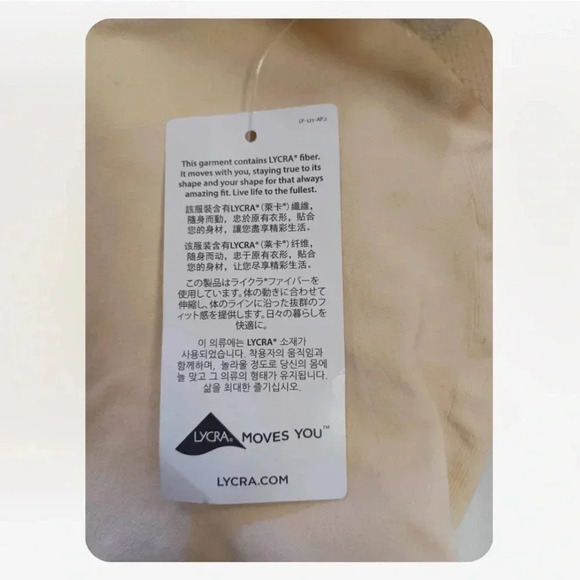 LY-121-AP.2
This garment contains LYCRA® fiber.
It moves with you, staying true to its
shape and your shape for that always
amazing fit. Live life to the fullest.
該服裝含有LYCRA®（萊卡®）纖維，
隨身而動，忠於原有衣形，貼合
您的身材，讓您盡享精彩生活。
该服装含有LYCRA®（莱卡®）纤维，
随身而动，忠于原有衣形，贴合
您的身材，让您尽享精彩生活。
この製品はライクラ®ファイバーを
使用しています。体の動きに合わせて
伸縮し、体のラインに沿った抜群のフ
ィット感を提供します。日々の暮らしを
快適に。
이 의류에는 LYCRA® 소재가
사용되었습니다. 착용자의 움직임과
함께하며, 놀라울 정도로 당신의 몸에
늘 맞고 그 의류의 형태가 유지됩니다.
삶을 최대한 즐기십시오.
LYCRA® MOVES YOU™
LYCRA.COM